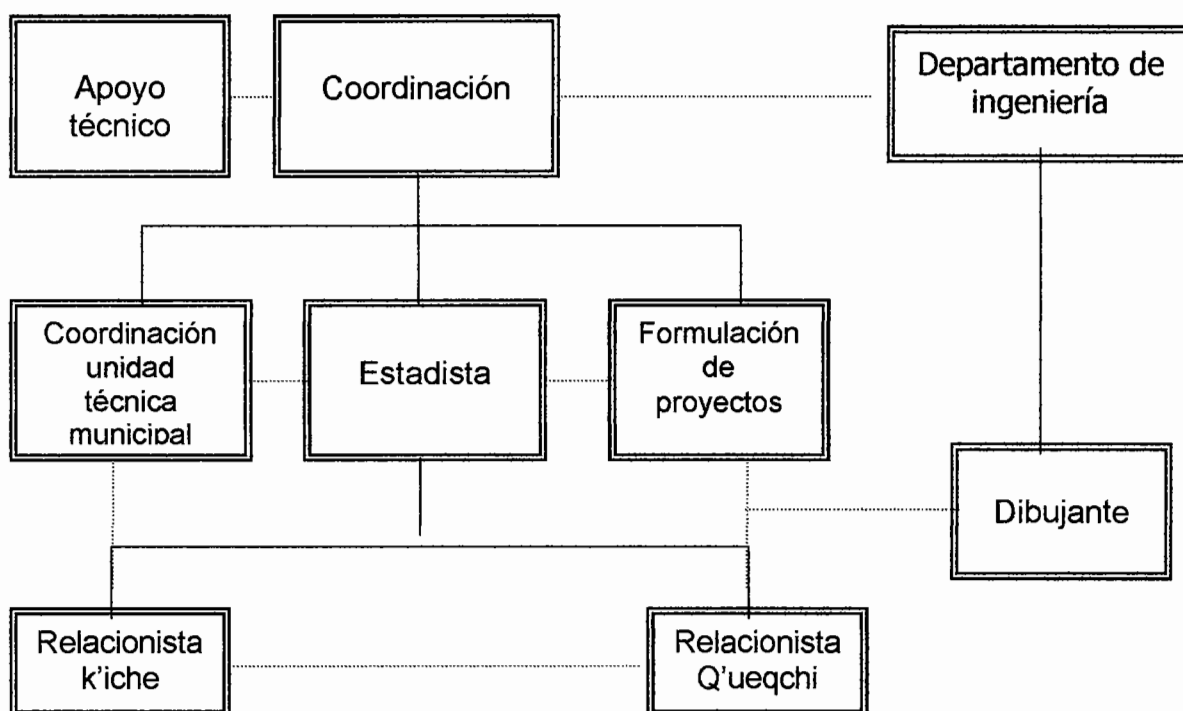 Apoyo
técnico
Coordinación
Departamento de
ingeniería
Coordinación
unidad
técnica
municipal
Estadista
Formulación
de
proyectos
Dibujante
Relacionista
k'iche
Relacionista
Q'ueqchi